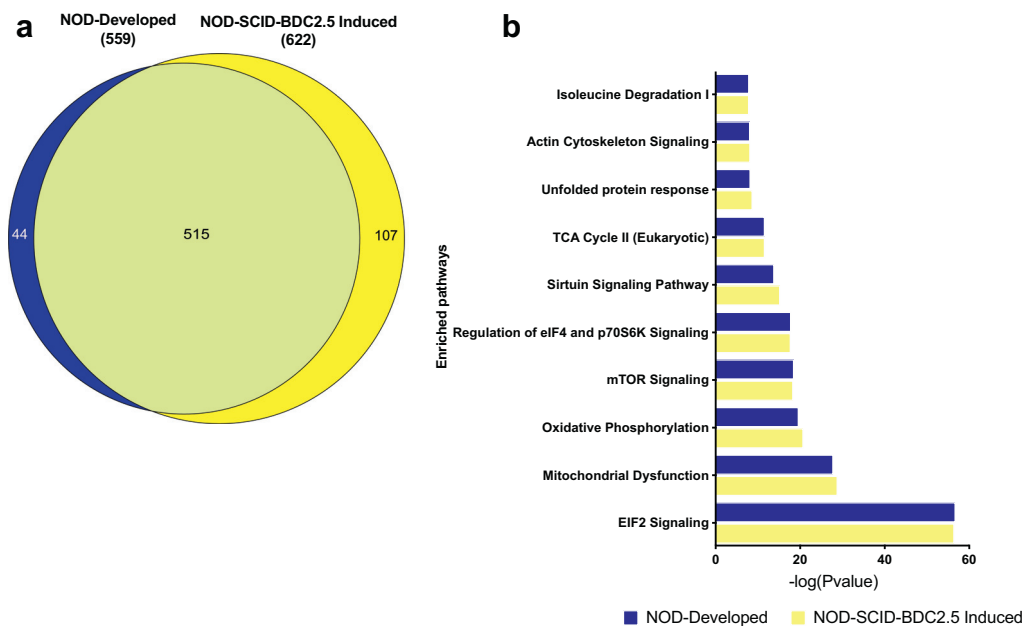 a
NOD-Developed
(559)
NOD-SCID-BDC2.5 Induced
(622)
44
515
107
b
Enriched pathways
Isoleucine Degradation I
Actin Cytoskeleton Signaling
Unfolded protein response
TCA Cycle II (Eukaryotic)
Sirtuin Signaling Pathway
Regulation of eIF4 and p70S6K Signaling
mTOR Signaling
Oxidative Phosphorylation
Mitochondrial Dysfunction
EIF2 Signaling
0 20 40 60
-log(Pvalue)
NOD-Developed NOD-SCID-BDC2.5 Induced